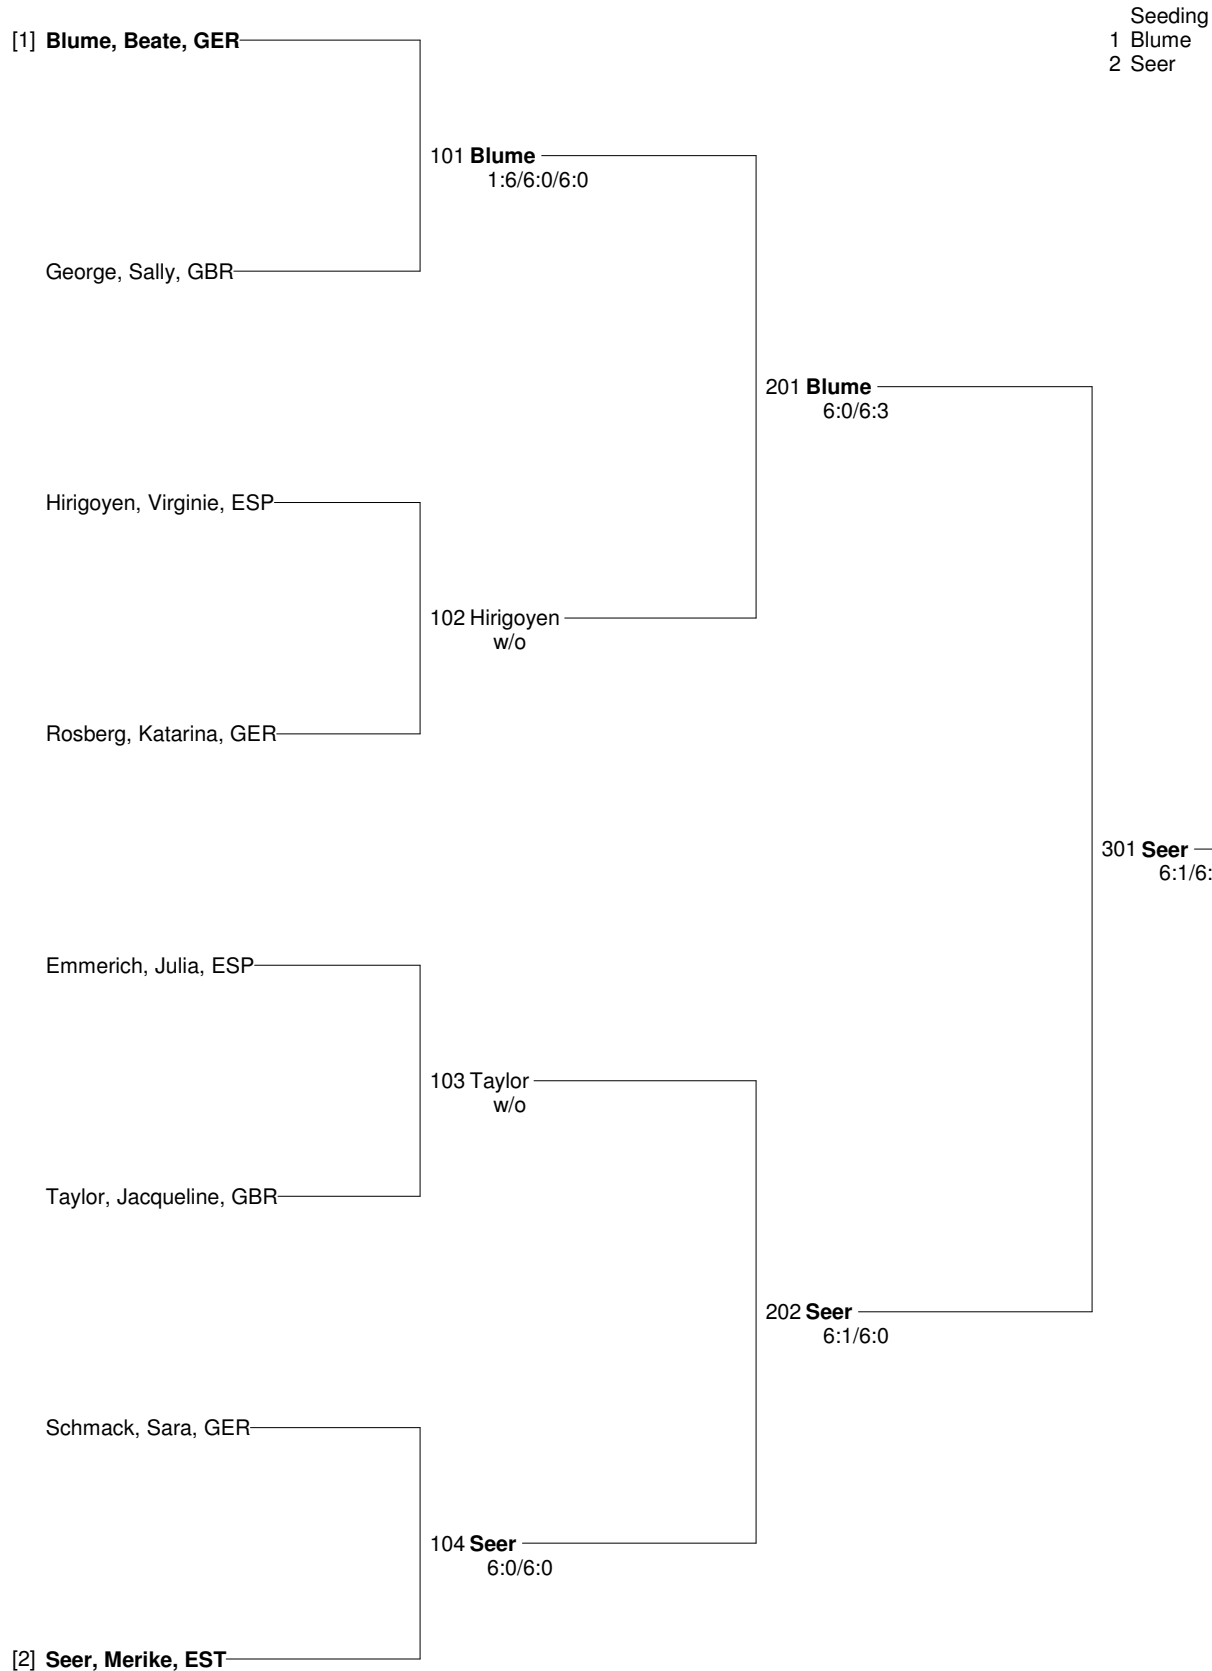 Seeding
1 Blume
2 Seer
[1] Blume, Beate, GER
101 Blume
1:6/6:0/6:0
George, Sally, GBR
201 Blume
6:0/6:3
Hirigoyen, Virginie, ESP
102 Hirigoyen
w/o
Rosberg, Katarina, GER
301 Seer
6:1/6:
Emmerich, Julia, ESP
103 Taylor
w/o
Taylor, Jacqueline, GBR
202 Seer
6:1/6:0
Schmack, Sara, GER
104 Seer
6:0/6:0
[2] Seer, Merike, EST